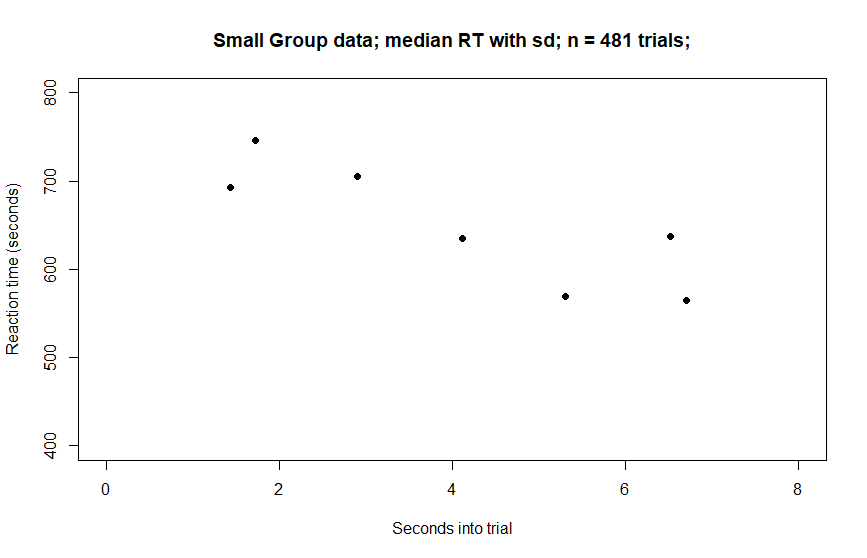 Small Group data; median RT with sd; n = 481 trials;
Reaction time (seconds)
800
700
600
500
400
0 2 4 6 8
Seconds into trial